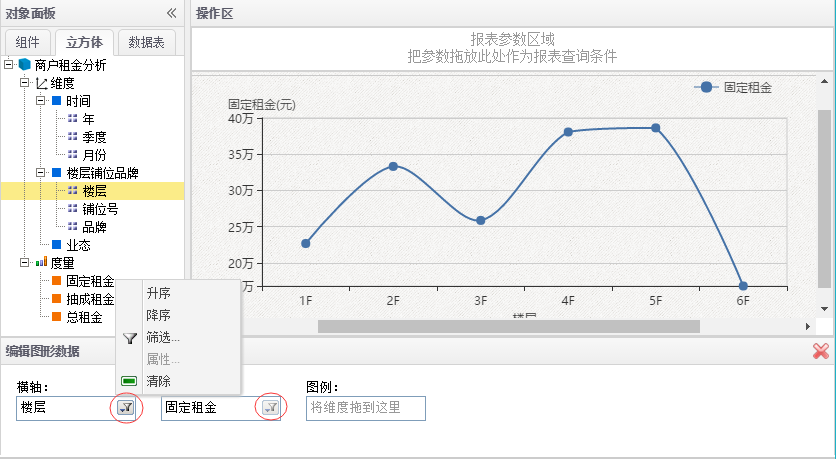 对象面板
组件
立方体
数据表
商户租金分析
维度
时间
年
季度
月份
楼层铺位品牌
楼层
铺位号
品牌
业态
度量
固定租金
抽成租金
总租金
操作区
报表参数区域
把参数拖放此处作为报表查询条件
固定租金
固定租金(元)
40万
35万
30万
25万
20万
1F 2F 3F 4F 5F 6F
楼层
升序
降序
筛选...
属性...
清除
编辑图形数据
横轴：
楼层
固定租金
图例：
将维度拖到这里